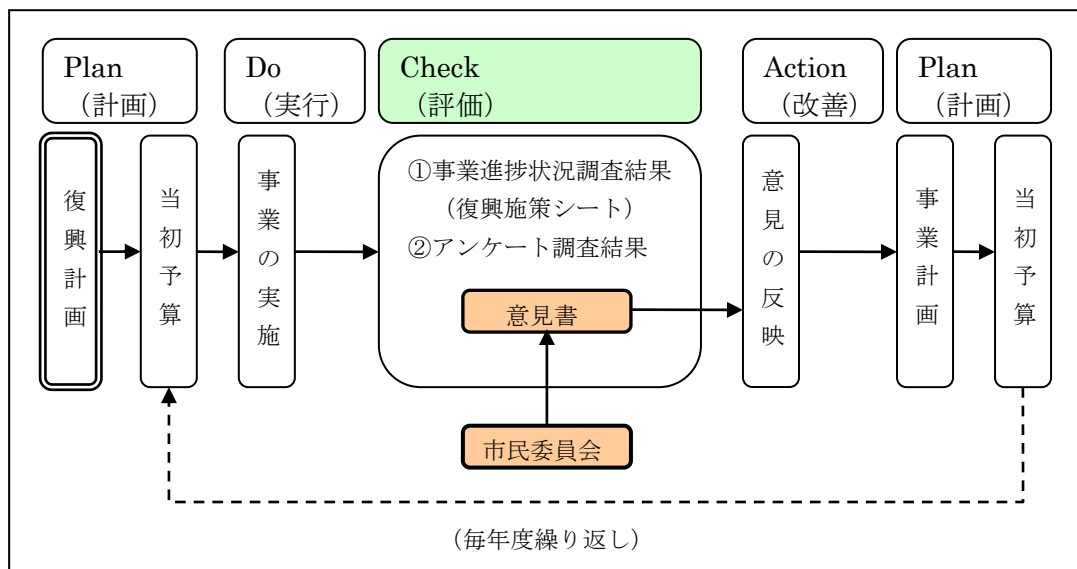 Plan
(計画)
Do
(実行)
Check
(評価)
Action
(改善)
Plan
(計画)
復興計画
当初予算
事業の実施
①事業進捗状況調査結果
(復興施策シート)
②アンケート調査結果
意見書
市民委員会
意見の反映
事業計画
当初予算
(毎年度繰り返し)